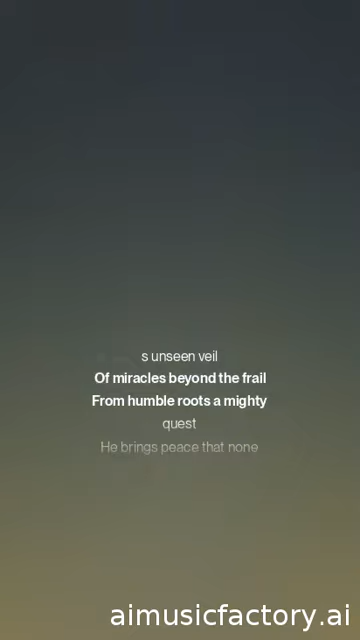 s unseen veil
Of miracles beyond the frail
From humble roots a mighty
quest
He brings peace that none
aimusicfactory.ai